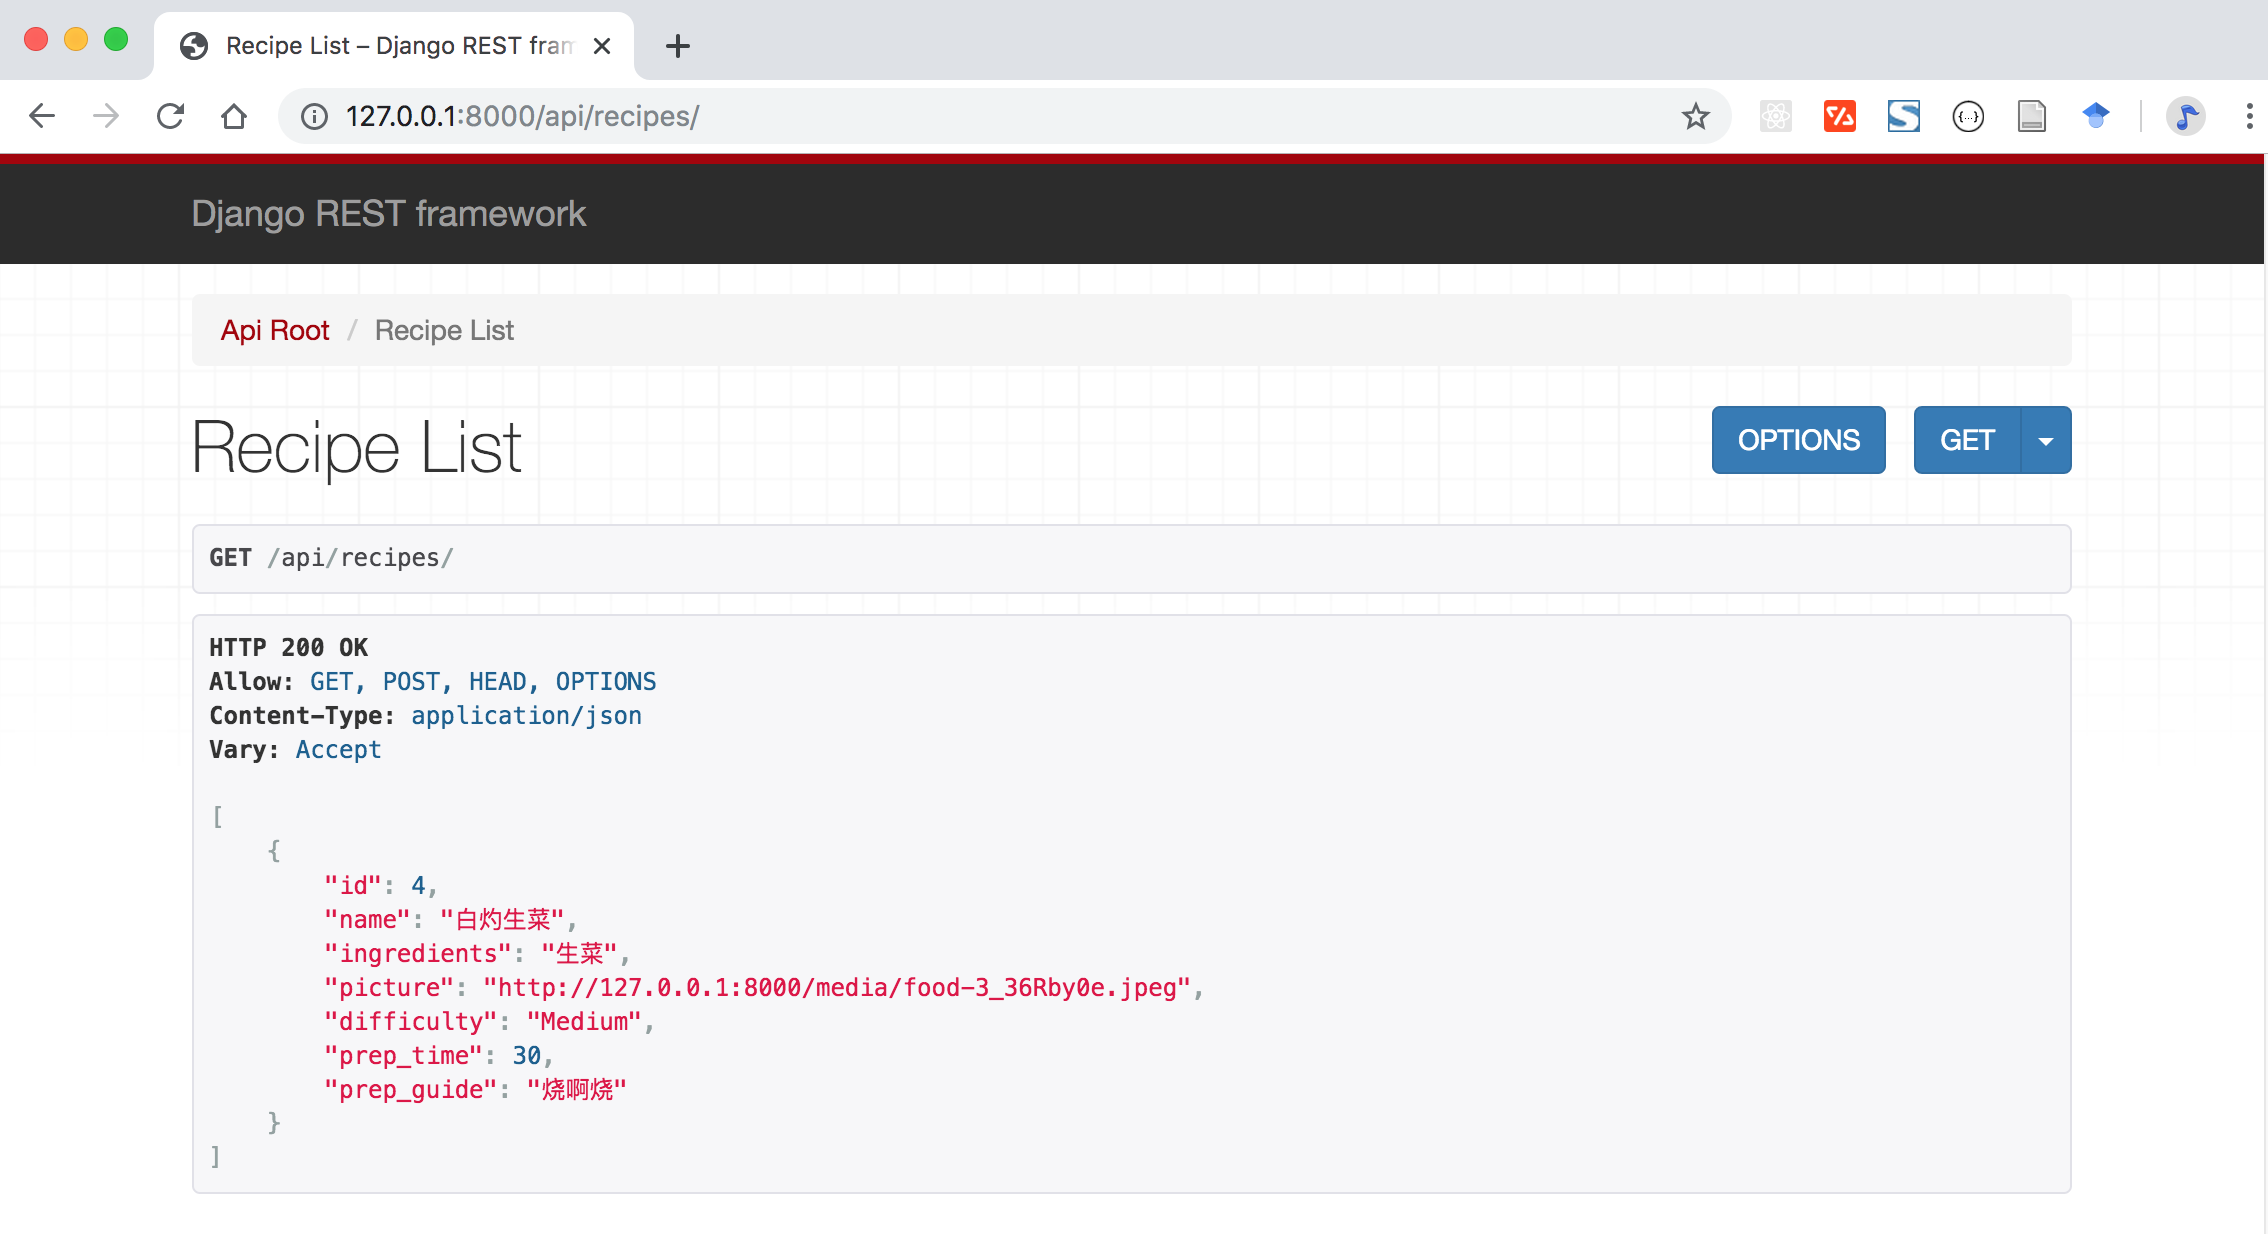 Recipe List – Django REST fram
127.0.0.1:8000/api/recipes/
Django REST framework
Api Root / Recipe List
Recipe List
OPTIONS GET
GET /api/recipes/
HTTP 200 OK
Allow: GET, POST, HEAD, OPTIONS
Content-Type: application/json
Vary: Accept
[
    {
        "id": 4,
        "name": "白灼生菜",
        "ingredients": "生菜",
        "picture": "http://127.0.0.1:8000/media/food-3_36Rby0e.jpeg",
        "difficulty": "Medium",
        "prep_time": 30,
        "prep_guide": "烧啊烧"
    }
]